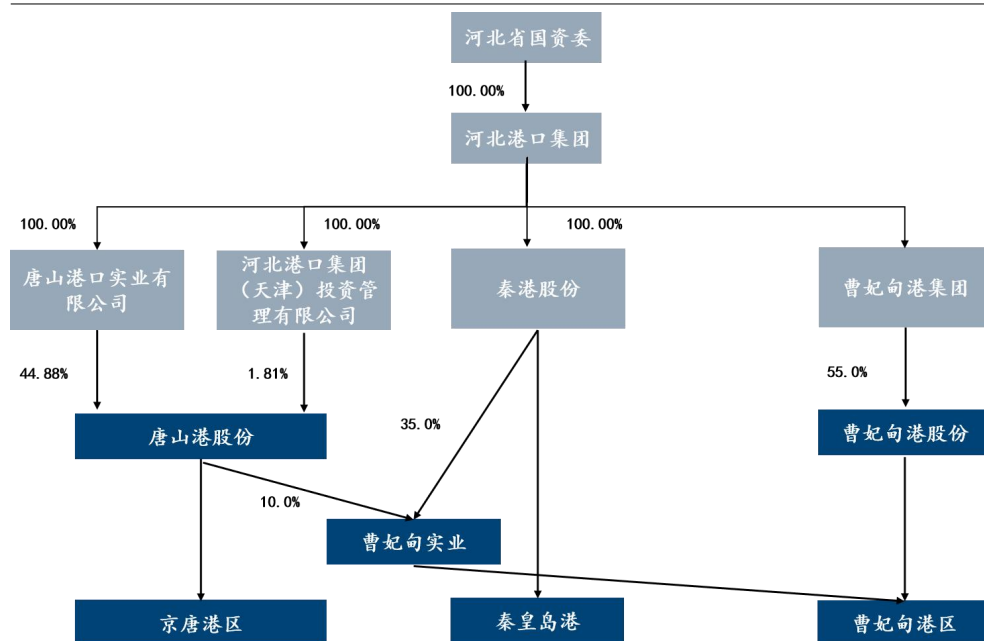 河北省国资委
100.00%
河北港口集团
100.00%
100.00%
100.00%
唐山港口实业有
限公司
河北港口集团
（天津）投资管
理有限公司
秦港股份
曹妃甸港集团
44.88%
1.81%
35.0%
55.0%
唐山港股份
曹妃甸港股份
10.0%
曹妃甸实业
京唐港区
秦皇岛港
曹妃甸港区